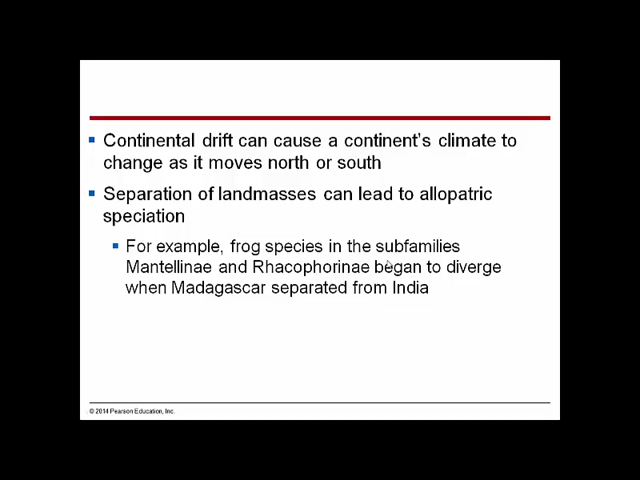 Continental drift can cause a continent's climate to
change as it moves north or south
Separation of landmasses can lead to allopatric
speciation
For example, frog species in the subfamilies
Mantellinae and Rhacophorinae began to diverge
when Madagascar separated from India
© 2014 Pearson Education, Inc.